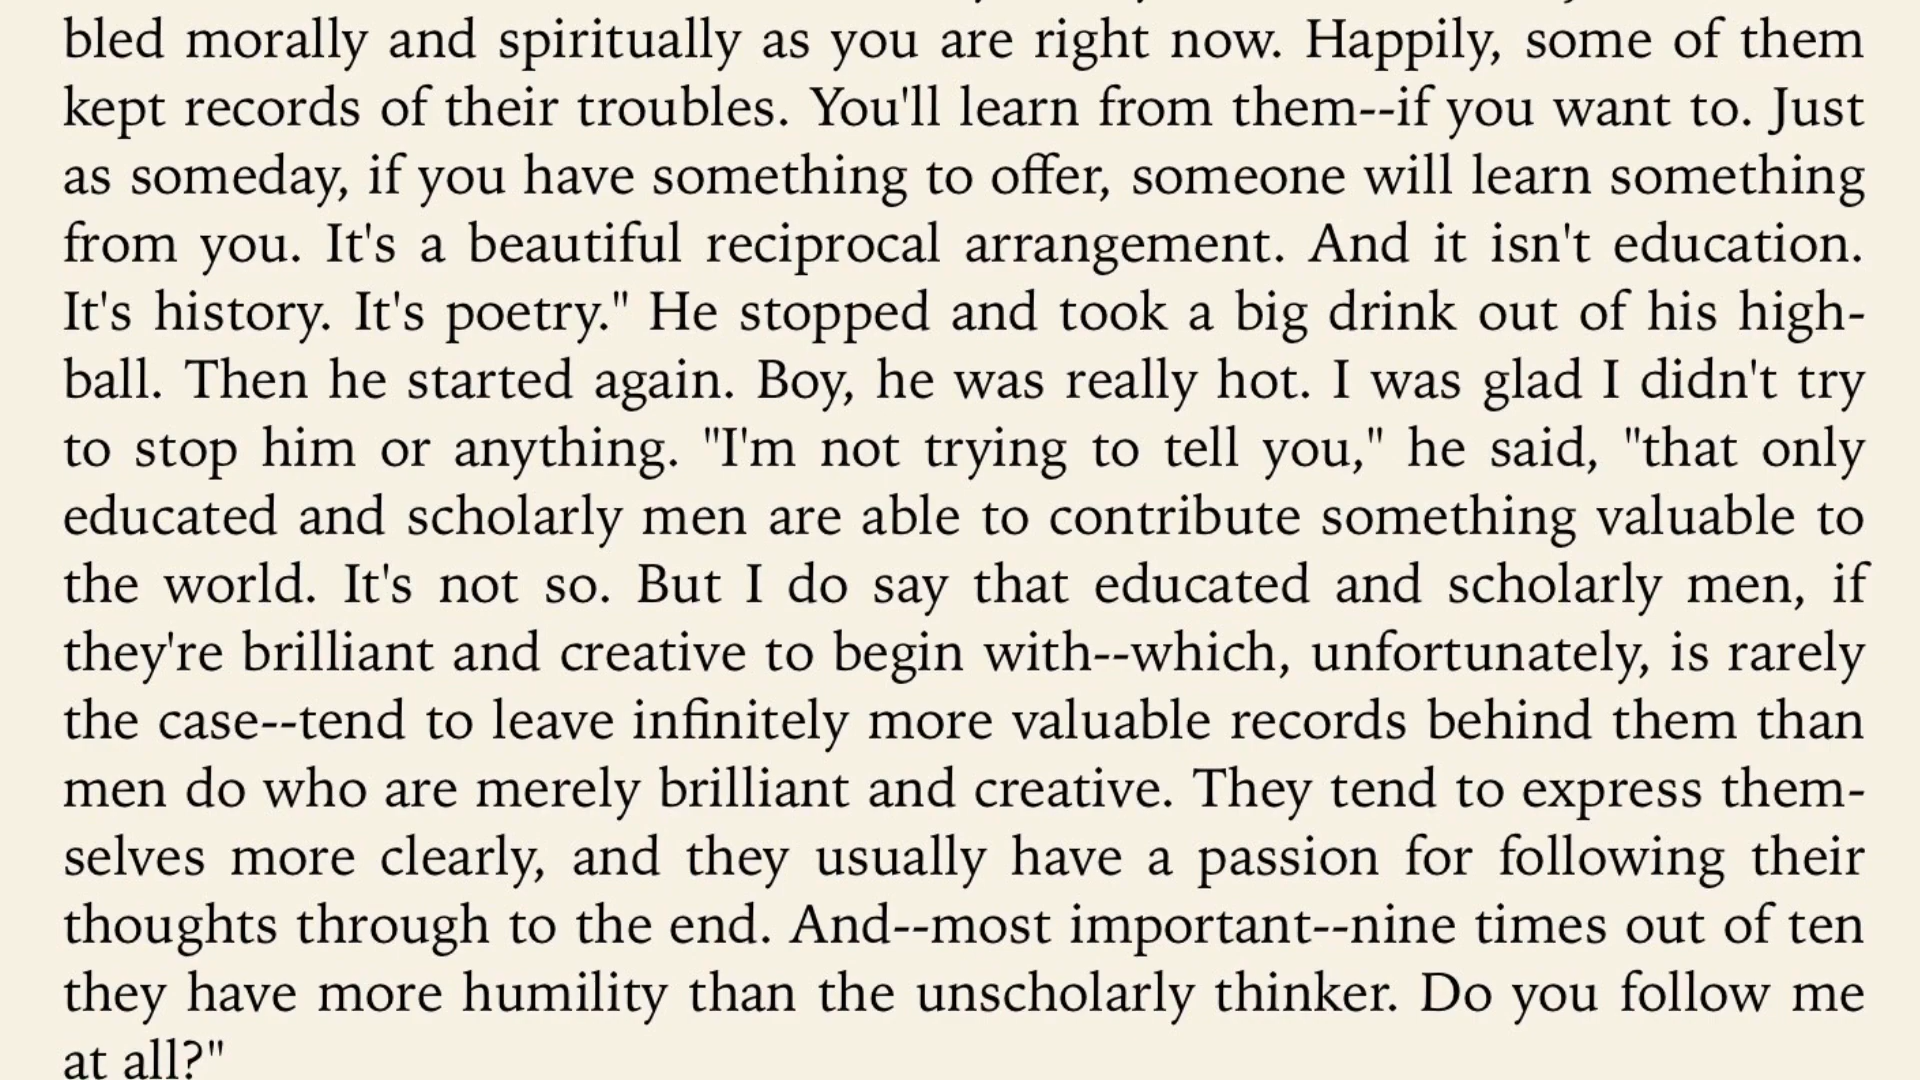 bled morally and spiritually as you are right now. Happily, some of them
kept records of their troubles. You'll learn from them--if you want to. Just
as someday, if you have something to offer, someone will learn something
from you. It's a beautiful reciprocal arrangement. And it isn't education.
It's history. It's poetry." He stopped and took a big drink out of his high-
ball. Then he started again. Boy, he was really hot. I was glad I didn't try
to stop him or anything. "I'm not trying to tell you," he said, "that only
educated and scholarly men are able to contribute something valuable to
the world. It's not so. But I do say that educated and scholarly men, if
they're brilliant and creative to begin with--which, unfortunately, is rarely
the case--tend to leave infinitely more valuable records behind them than
men do who are merely brilliant and creative. They tend to express them-
selves more clearly, and they usually have a passion for following their
thoughts through to the end. And--most important--nine times out of ten
they have more humility than the unscholarly thinker. Do you follow me
at all?"